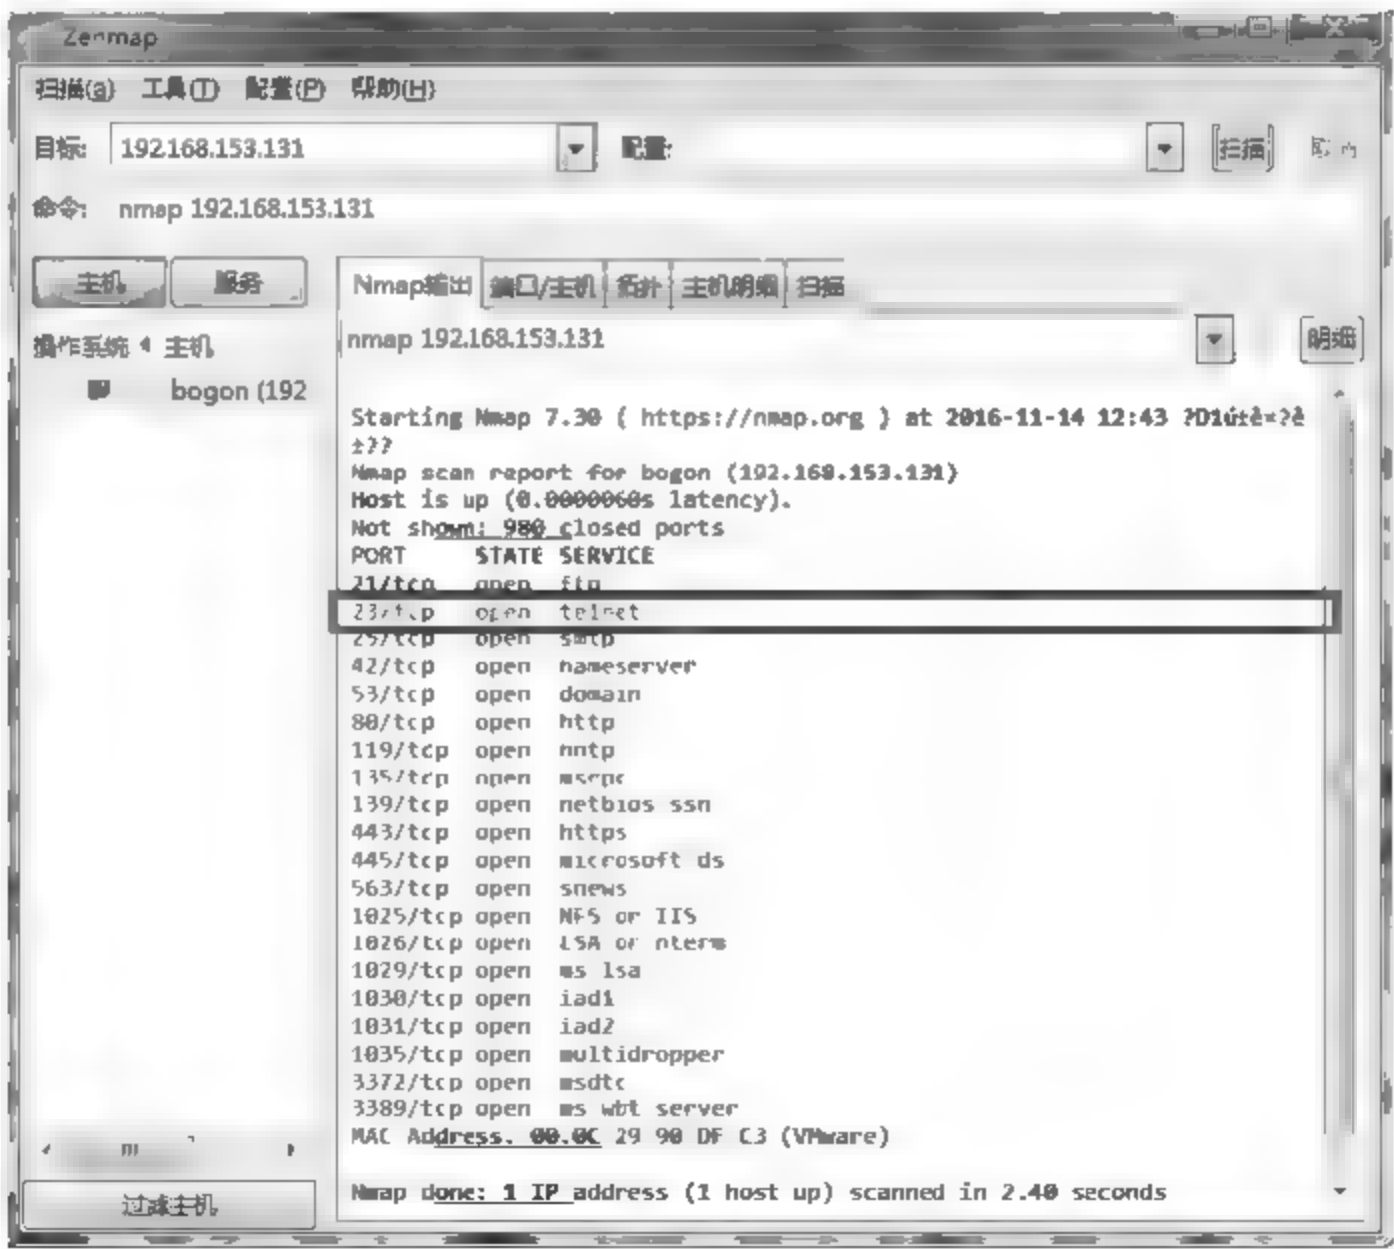 Zenmap
扫描(a) 工具(T) 配置(P) 帮助(H)
目标: 192.168.153.131 配置: 扫描
命令: nmap 192.168.153.131
主机 服务 Nmap输出 端口/主机 拓扑 主机明细 扫描
操作系统 主机 nmap 192.168.153.131 明细
bogon (192
Starting Nmap 7.30 ( https://nmap.org ) at 2016-11-14 12:43
±??
Nmap scan report for bogon (192.168.153.131)
Host is up (0.0000060s latency).
Not shown: 980 closed ports
PORT STATE SERVICE
21/tcp open ftp
23/tcp open telnet
25/tcp open smtp
42/tcp open nameserver
53/tcp open domain
80/tcp open http
119/tcp open nntp
135/tcp open msrpc
139/tcp open netbios ssn
443/tcp open https
445/tcp open microsoft ds
563/tcp open snews
1025/tcp open NFS or IIS
1026/tcp open LSA or nterm
1029/tcp open ms lsa
1030/tcp open iad1
1031/tcp open iad2
1035/tcp open multidropper
3372/tcp open msdtc
3389/tcp open ms wbt server
MAC Address. 00.0C 29 90 DF C3 (VMware)
Nmap done: 1 IP address (1 host up) scanned in 2.40 seconds
过滤主机